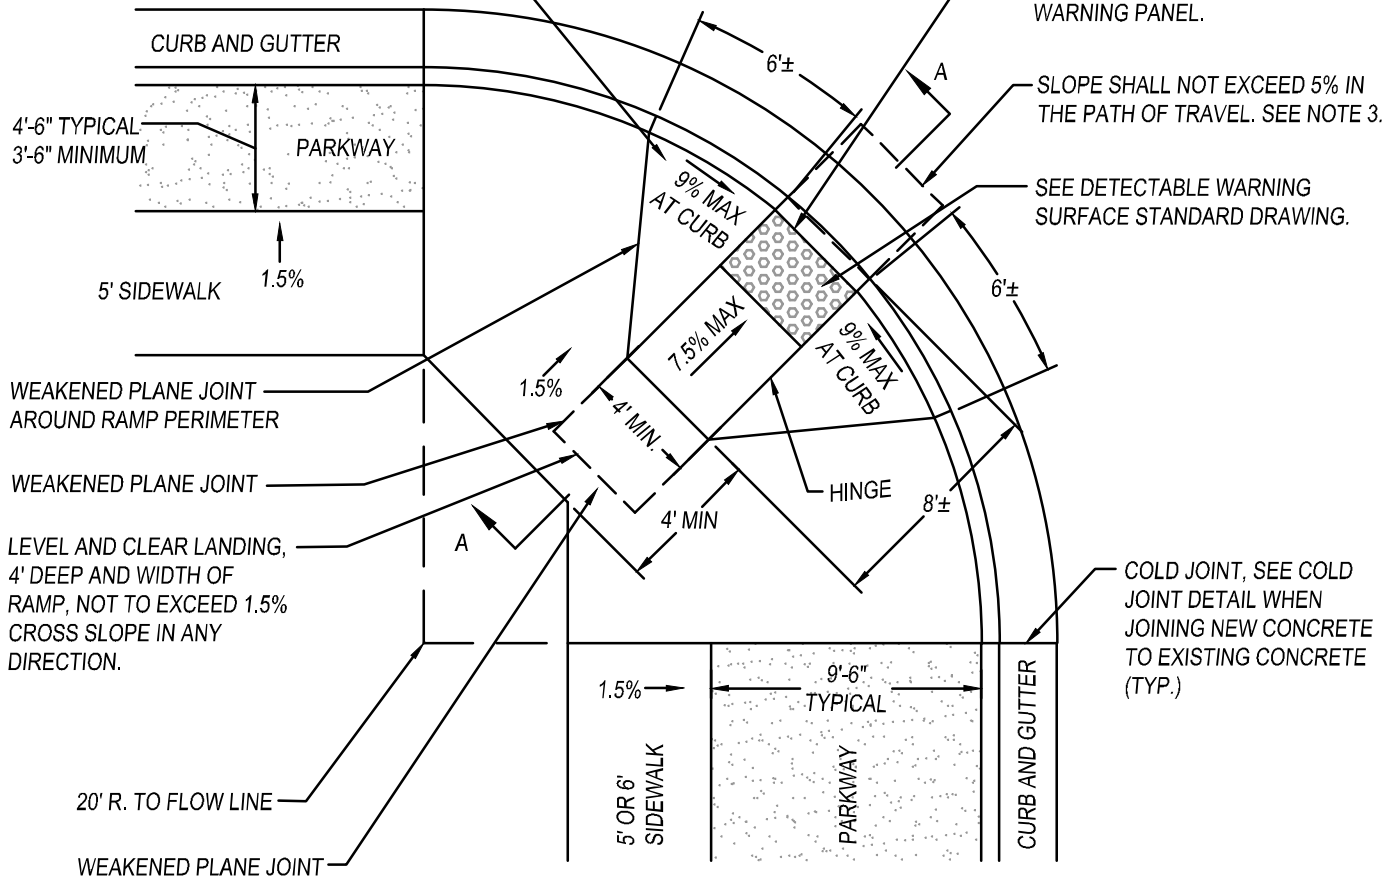 WARNING PANEL.
CURB AND GUTTER
6'±
A
SLOPE SHALL NOT EXCEED 5% IN
THE PATH OF TRAVEL. SEE NOTE 3.
4'-6" TYPICAL
3'-6" MINIMUM
PARKWAY
9% MAX
AT CURB
SEE DETECTABLE WARNING
SURFACE STANDARD DRAWING.
1.5%
5' SIDEWALK
6'±
7.5% MAX
9% MAX
AT CURB
WEAKENED PLANE JOINT
AROUND RAMP PERIMETER
1.5%
4' MIN.
WEAKENED PLANE JOINT
HINGE
8'±
4' MIN
A
LEVEL AND CLEAR LANDING,
4' DEEP AND WIDTH OF
RAMP, NOT TO EXCEED 1.5%
CROSS SLOPE IN ANY
DIRECTION.
COLD JOINT, SEE COLD
JOINT DETAIL WHEN
JOINING NEW CONCRETE
TO EXISTING CONCRETE
(TYP.)
1.5%
9'-6"
TYPICAL
5' OR 6'
SIDEWALK
PARKWAY
CURB AND GUTTER
20' R. TO FLOW LINE
WEAKENED PLANE JOINT